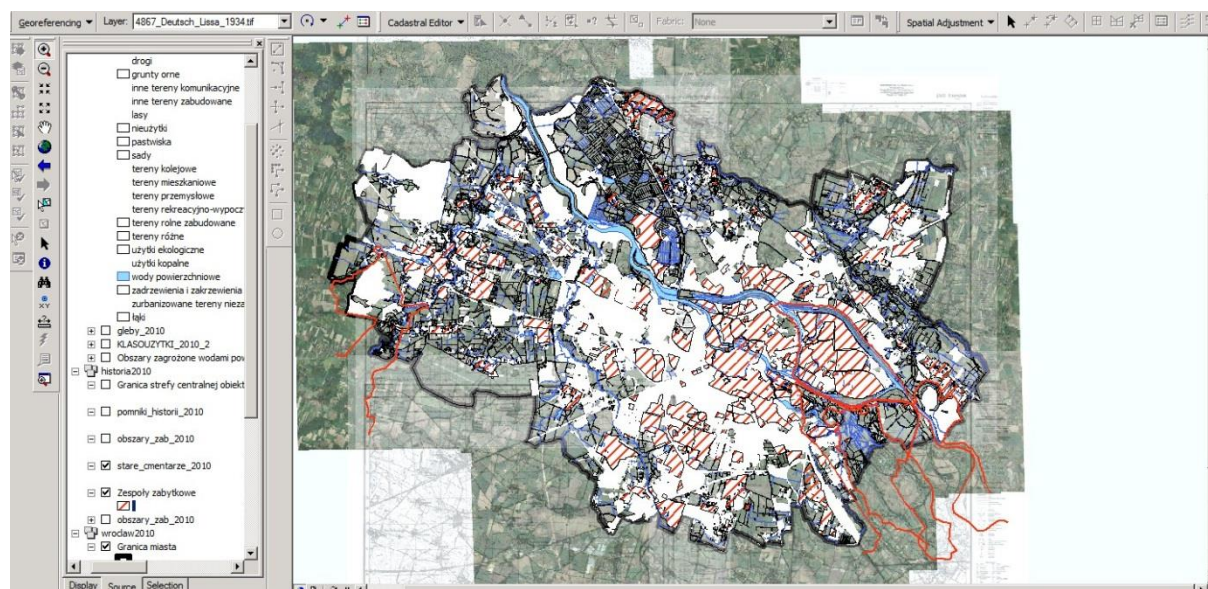 Georeferencing Layer: 4867_Deutsch_Lissa_1934.tif Cadastral Editor Fabric: None Spatial Adjustment
drogi
grunty orne
inne tereny komunikacyjne
inne tereny zabudowane
lasy
nieużytki
pastwiska
sady
tereny kolejowe
tereny mieszkaniowe
tereny przemysłowe
tereny rekreacyjno-wypocz
tereny rolne zabudowane
tereny różne
użytki ekologiczne
użytki kopalne
wody powierzchniowe
zadrzewienia i zakrzewienia
zurbanizowane tereny nieza
łąki
gleby_2010
KLASOUZYTKI_2010_2
Obszary zagrożone wodami pow
historia2010
Granica strefy centralnej obiekt
pomniki_historii_2010
obszary_zab_2010
stare_cmentarze_2010
Zespoły zabytkowe
obszary_zab_2010
wrocław2010
Granica miasta
Display Source Selection